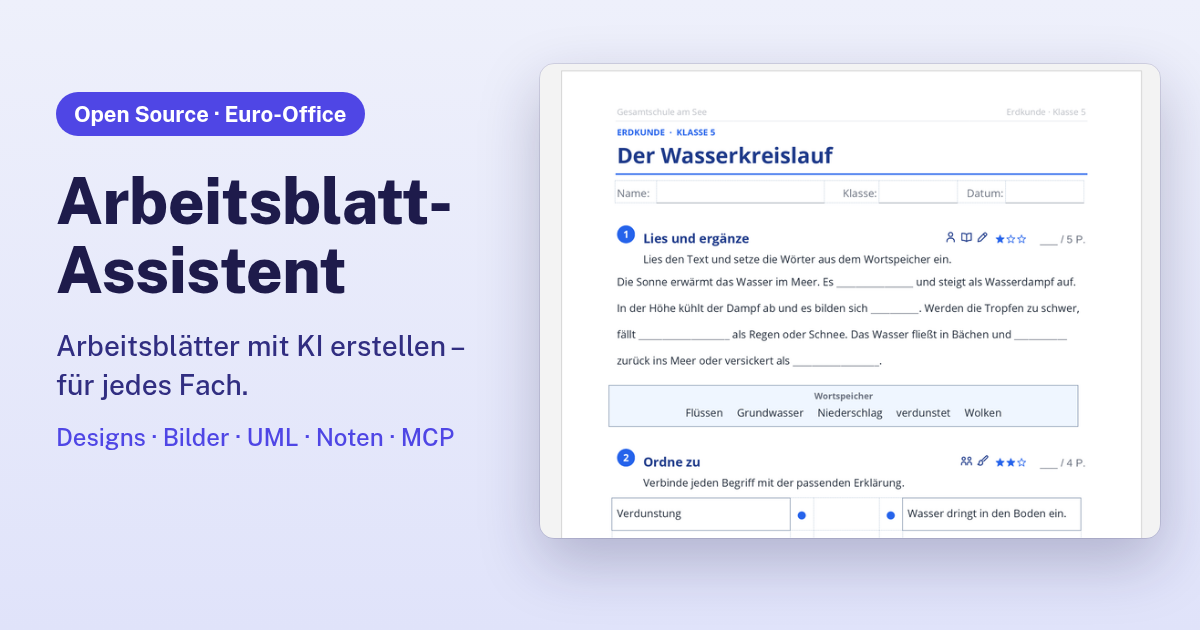 Open Source · Euro-Office
Arbeitsblatt-
Assistent
Arbeitsblätter mit KI erstellen –
für jedes Fach.
Designs · Bilder · UML · Noten · MCP
Gesamtschule am See
Erdkunde · Klasse 5
ERDKUNDE · KLASSE 5
Der Wasserkreislauf
Name: Klasse: Datum:
1 Lies und ergänze ___ / 5 P.
Lies den Text und setze die Wörter aus dem Wortspeicher ein.
Die Sonne erwärmt das Wasser im Meer. Es ______________ und steigt als Wasserdampf auf.
In der Höhe kühlt der Dampf ab und es bilden sich _________. Werden die Tropfen zu schwer,
fällt _________________ als Regen oder Schnee. Das Wasser fließt in Bächen und __________
zurück ins Meer oder versickert als ________________.
Wortspeicher
Flüssen Grundwasser Niederschlag verdunstet Wolken
2 Ordne zu ___ / 4 P.
Verbinde jeden Begriff mit der passenden Erklärung.
Verdunstung Wasser dringt in den Boden ein.